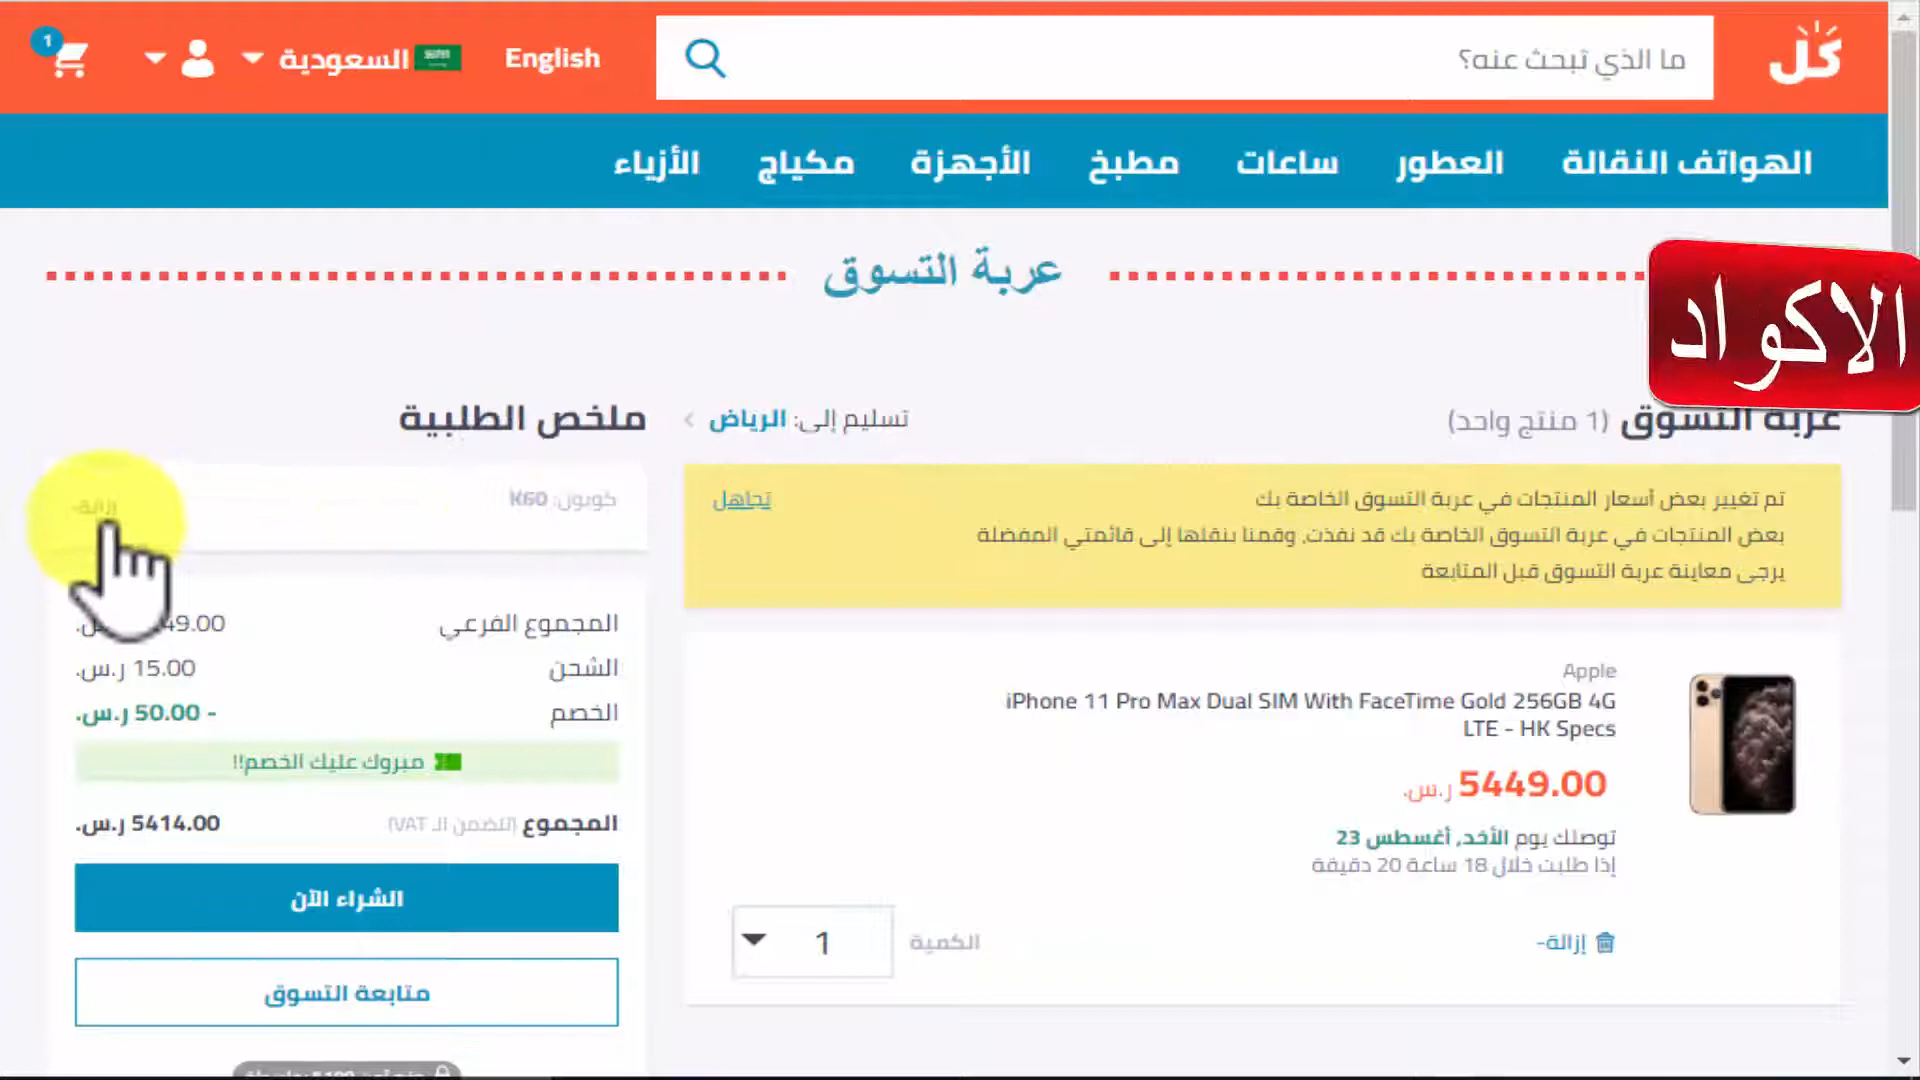 كل
ما الذي تبحث عنه؟
English
السعودية
1
الهواتف النقالة
العطور
ساعات
مطبخ
الأجهزة
مكياج
الأزياء
عربة التسوق
الاكواد
عربة التسوق (1 منتج واحد)
تسليم إلى: الرياض
تم تغيير بعض أسعار المنتجات في عربة التسوق الخاصة بك
تجاهل
بعض المنتجات في عربة التسوق الخاصة بك قد نفذت, وقمنا بنقلها إلى قائمتي المفضلة
يرجى معاينة عربة التسوق قبل المتابعة
Apple
iPhone 11 Pro Max Dual SIM With FaceTime Gold 256GB 4G
LTE - HK Specs
5449.00 ر.س.
توصلك يوم الأحد, أغسطس 23
إذا طلبت خلال 18 ساعة 20 دقيقة
إزالة-
الكمية
1
ملخص الطلبية
كوبون: K60
إزالة-
المجموع الفرعي
الشحن
15.00 ر.س.
الخصم
- 50.00 ر.س.
مبروك عليك الخصم!!
المجموع (تتضمن الـ VAT)
5414.00 ر.س.
الشراء الآن
متابعة التسوق